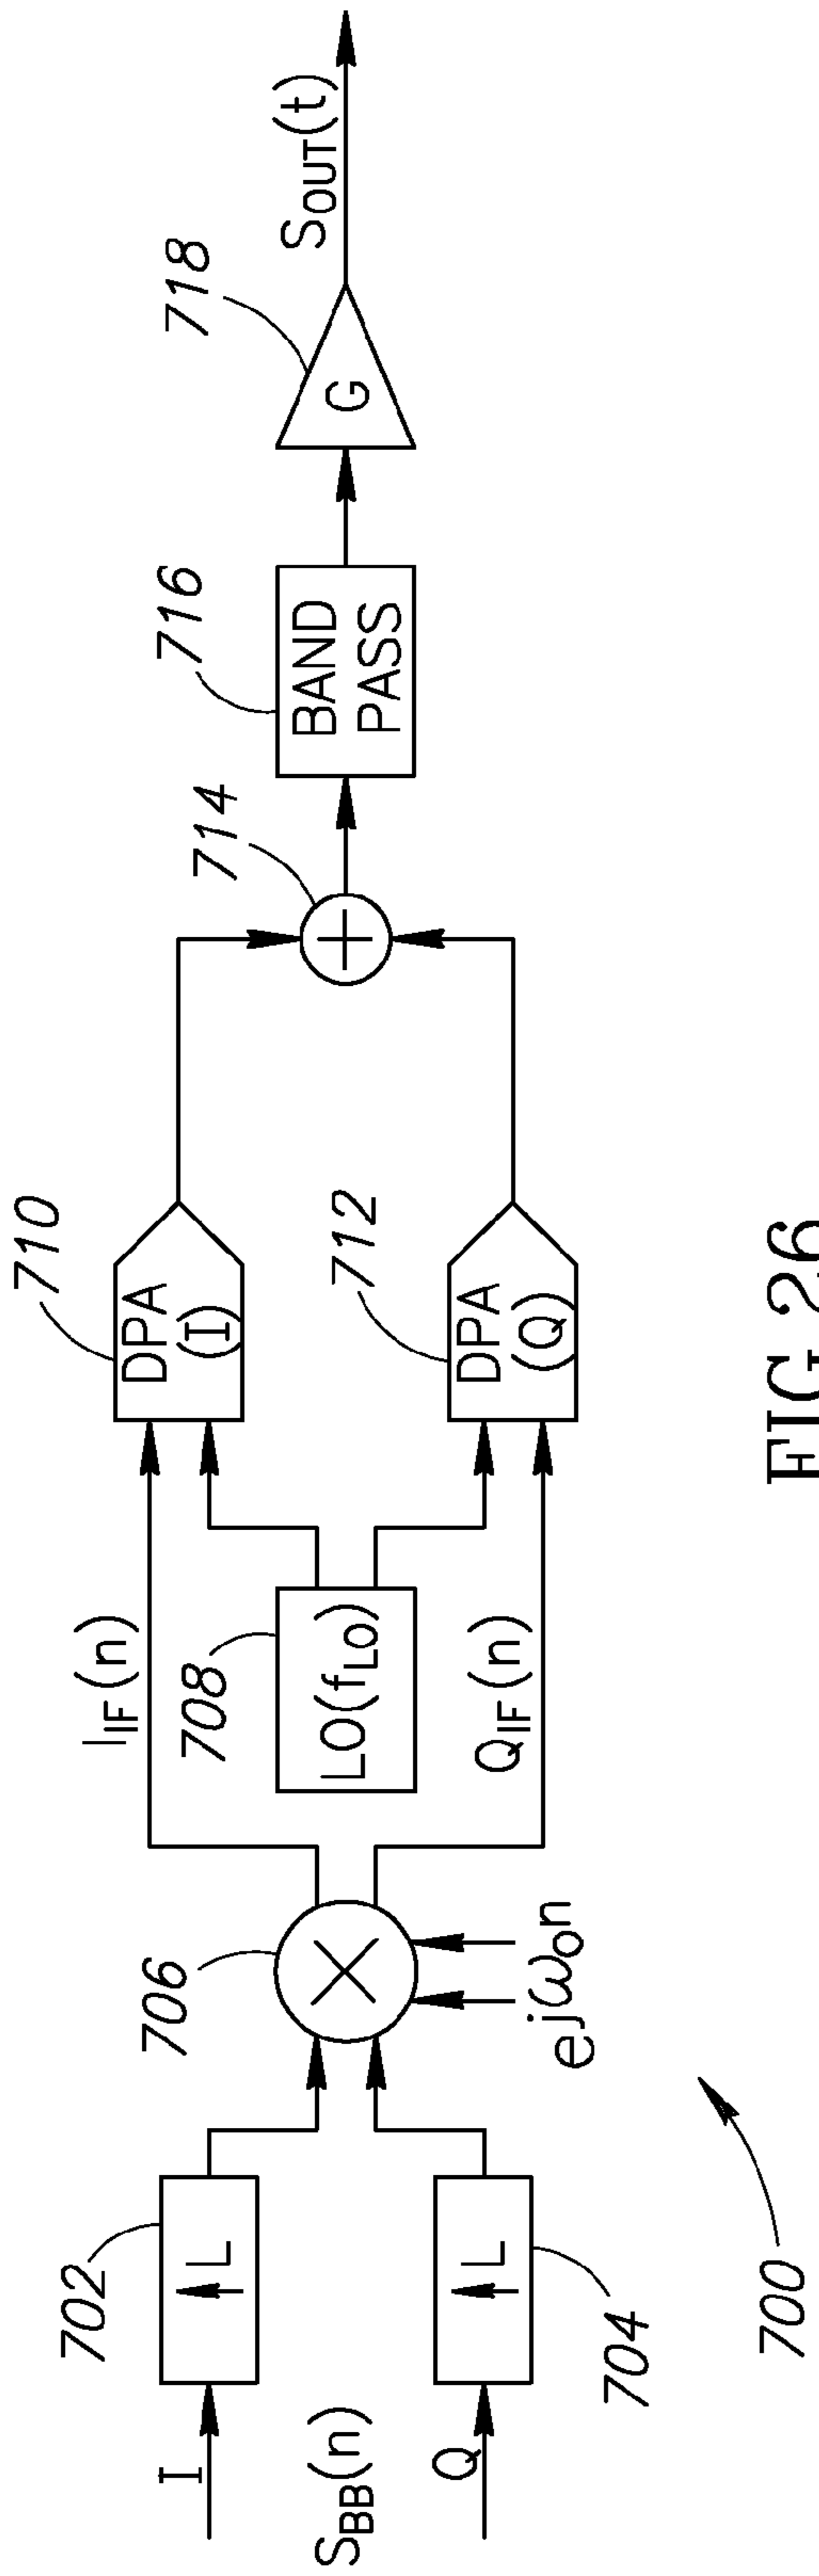 I
S_BB(n)
Q
702
↑ L
704
↑ L
706
e^jω₀n
I_IF(n)
708
LO(f_LO)
Q_IF(n)
710
DPA
(I)
712
DPA
(Q)
714
+
716
BAND
PASS
718
G
S_OUT(t)
700
FIG.26